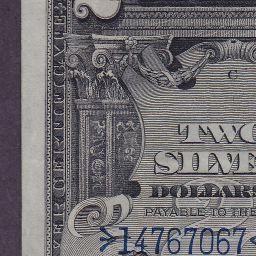 C
TWO
SILVE
DOLLARS
PAYABLE TO THE
14767067